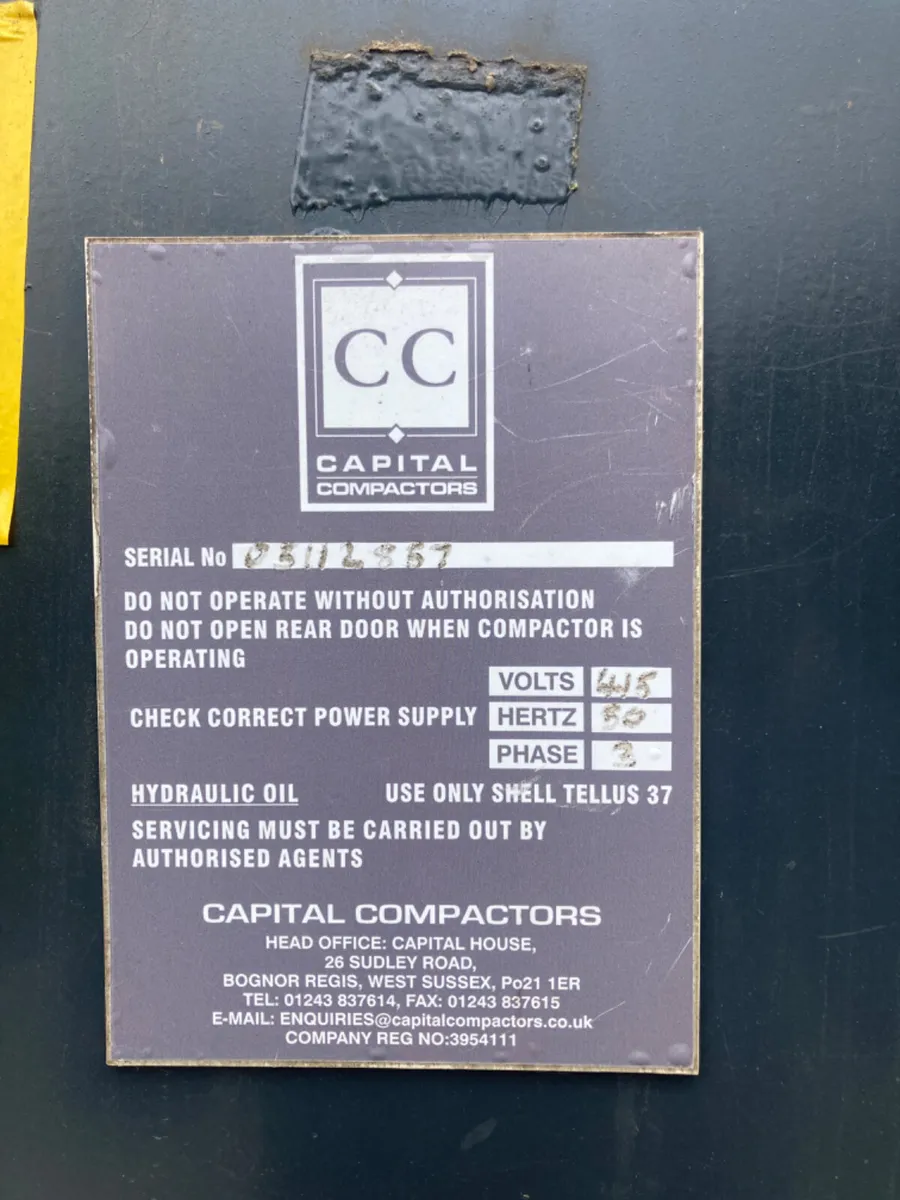 CC
CAPITAL
COMPACTORS
SERIAL No
DO NOT OPERATE WITHOUT AUTHORISATION
DO NOT OPEN REAR DOOR WHEN COMPACTOR IS
OPERATING
VOLTS 415
CHECK CORRECT POWER SUPPLY HERTZ 50
PHASE 3
HYDRAULIC OIL USE ONLY SHELL TELLUS 37
SERVICING MUST BE CARRIED OUT BY
AUTHORISED AGENTS
CAPITAL COMPACTORS
HEAD OFFICE: CAPITAL HOUSE,
26 SUDLEY ROAD,
BOGNOR REGIS, WEST SUSSEX, Po21 1ER
TEL: 01243 837614, FAX: 01243 837615
E-MAIL: ENQUIRIES@capitalcompactors.co.uk
COMPANY REG NO:3954111